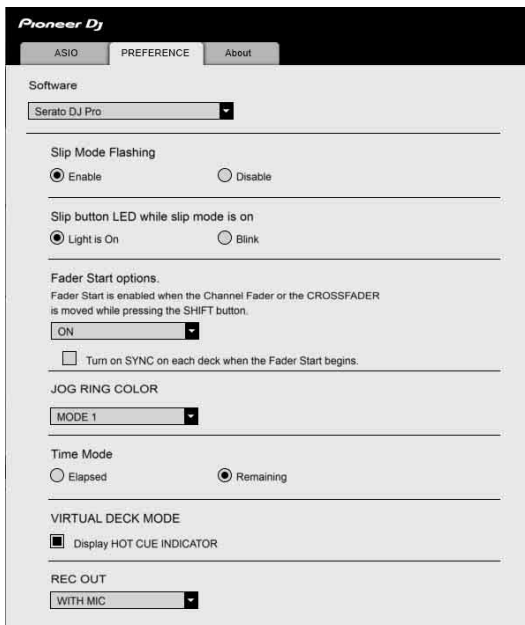 Pioneer Dj
ASIO PREFERENCE About
Software
Serato DJ Pro
Slip Mode Flashing
Enable Disable
Slip button LED while slip mode is on
Light is On Blink
Fader Start options.
Fader Start is enabled when the Channel Fader or the CROSSFADER
is moved while pressing the SHIFT button.
ON
Turn on SYNC on each deck when the Fader Start begins.
JOG RING COLOR
MODE 1
Time Mode
Elapsed Remaining
VIRTUAL DECK MODE
Display HOT CUE INDICATOR
REC OUT
WITH MIC